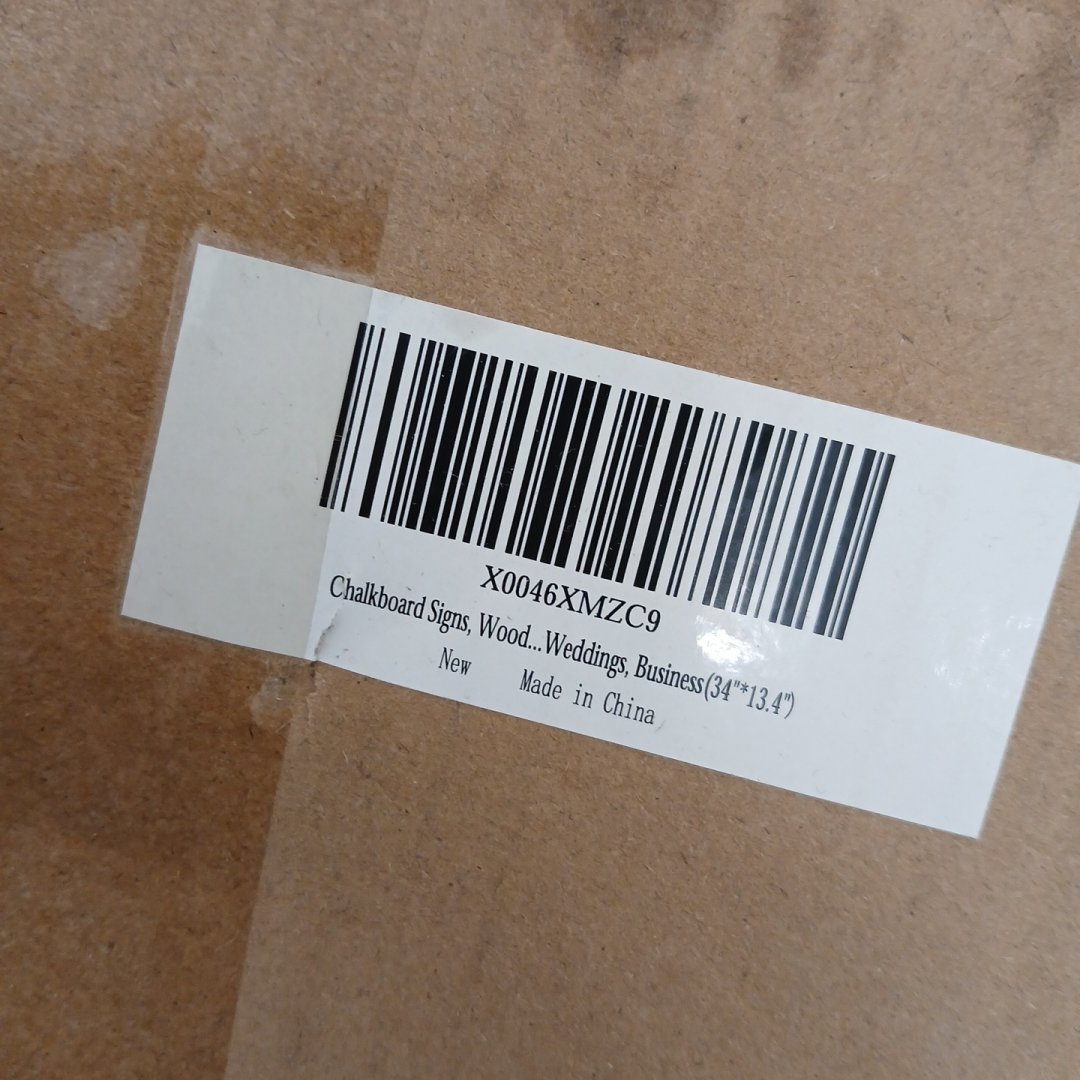 X0046XMZC9
Chalkboard Signs, Wood...Weddings, Business(34"*13.4")
New Made in China